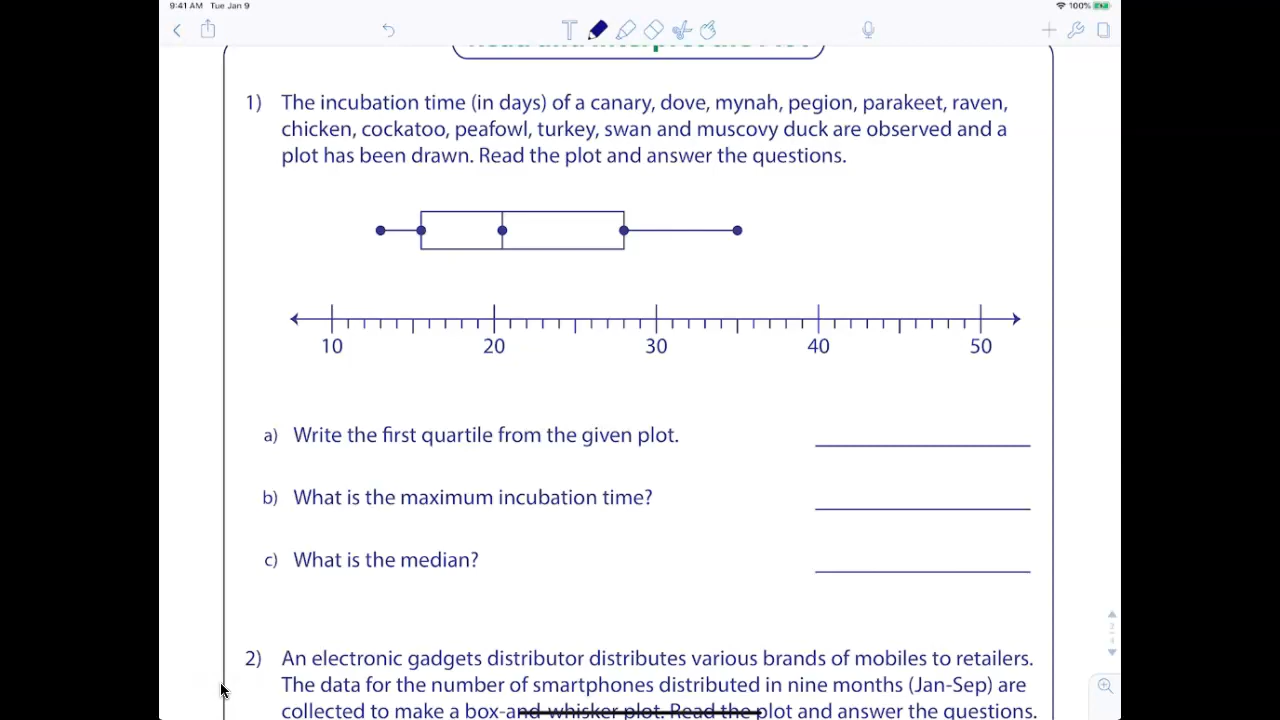 9:41 AM Tue Jan 9
100%
Read and Interpret the Plot
1) The incubation time (in days) of a canary, dove, mynah, pegion, parakeet, raven,
chicken, cockatoo, peafowl, turkey, swan and muscovy duck are observed and a
plot has been drawn. Read the plot and answer the questions.
10 20 30 40 50
a) Write the first quartile from the given plot.
b) What is the maximum incubation time?
c) What is the median?
2) An electronic gadgets distributor distributes various brands of mobiles to retailers.
The data for the number of smartphones distributed in nine months (Jan-Sep) are
collected to make a box-and-whisker plot. Read the plot and answer the questions.